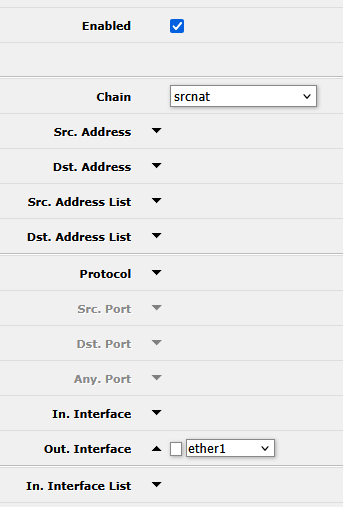 Enabled
Chain srcnat
Src. Address
Dst. Address
Src. Address List
Dst. Address List
Protocol
Src. Port
Dst. Port
Any. Port
In. Interface
Out. Interface ether1
In. Interface List